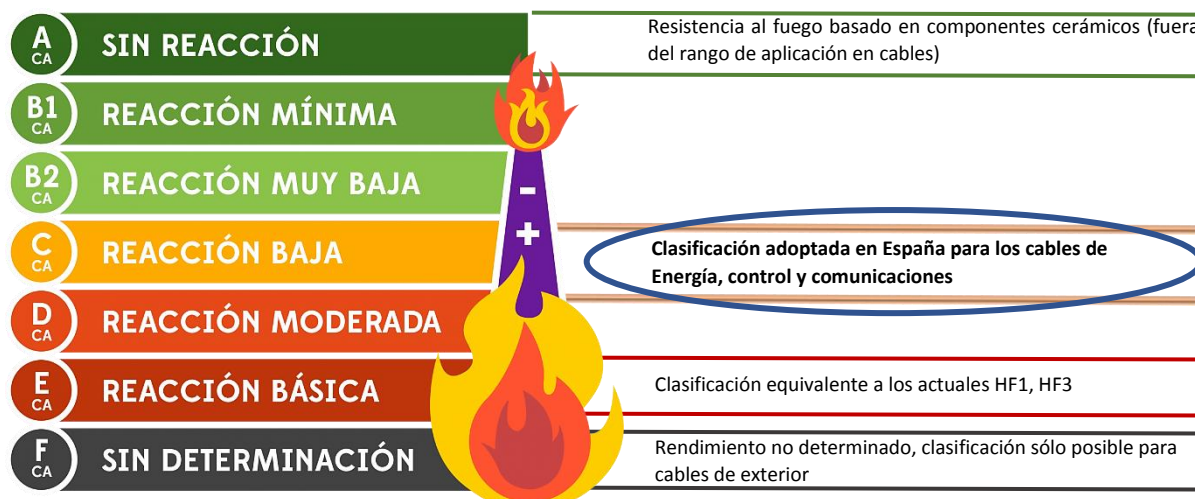 A
CA
SIN REACCIÓN
Resistencia al fuego basado en componentes cerámicos (fuera
del rango de aplicación en cables)
B1
CA
REACCIÓN MÍNIMA
B2
CA
REACCIÓN MUY BAJA
-
+
C
CA
REACCIÓN BAJA
Clasificación adoptada en España para los cables de
Energía, control y comunicaciones
D
CA
REACCIÓN MODERADA
E
CA
REACCIÓN BÁSICA
Clasificación equivalente a los actuales HF1, HF3
F
CA
SIN DETERMINACIÓN
Rendimiento no determinado, clasificación sólo posible para
cables de exterior